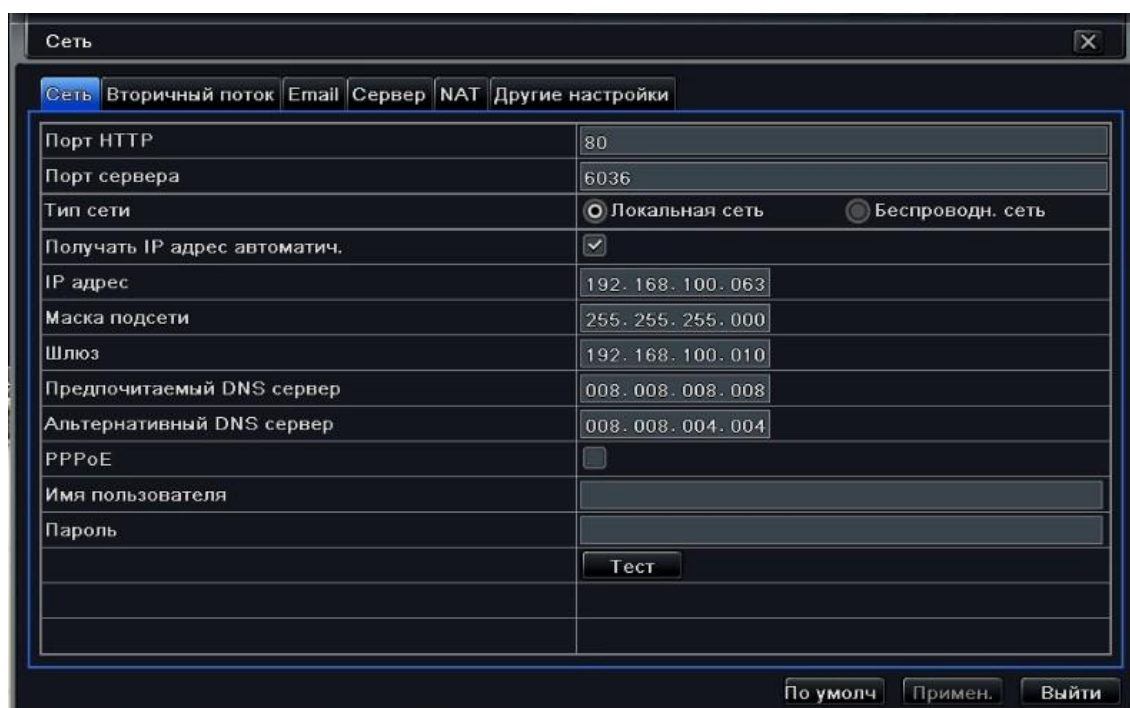 Сеть
Сеть Вторичный поток Email Сервер NAT Другие настройки
Порт HTTP 80
Порт сервера 6036
Тип сети Локальная сеть Беспроводн. сеть
Получать IP адрес автоматич.
IP адрес 192. 168. 100. 063
Маска подсети 255. 255. 255. 000
Шлюз 192. 168. 100. 010
Предпочитаемый DNS сервер 008. 008. 008. 008
Альтернативный DNS сервер 008. 008. 004. 004
PPPoE
Имя пользователя
Пароль
Тест
По умолч Примен. Выйти